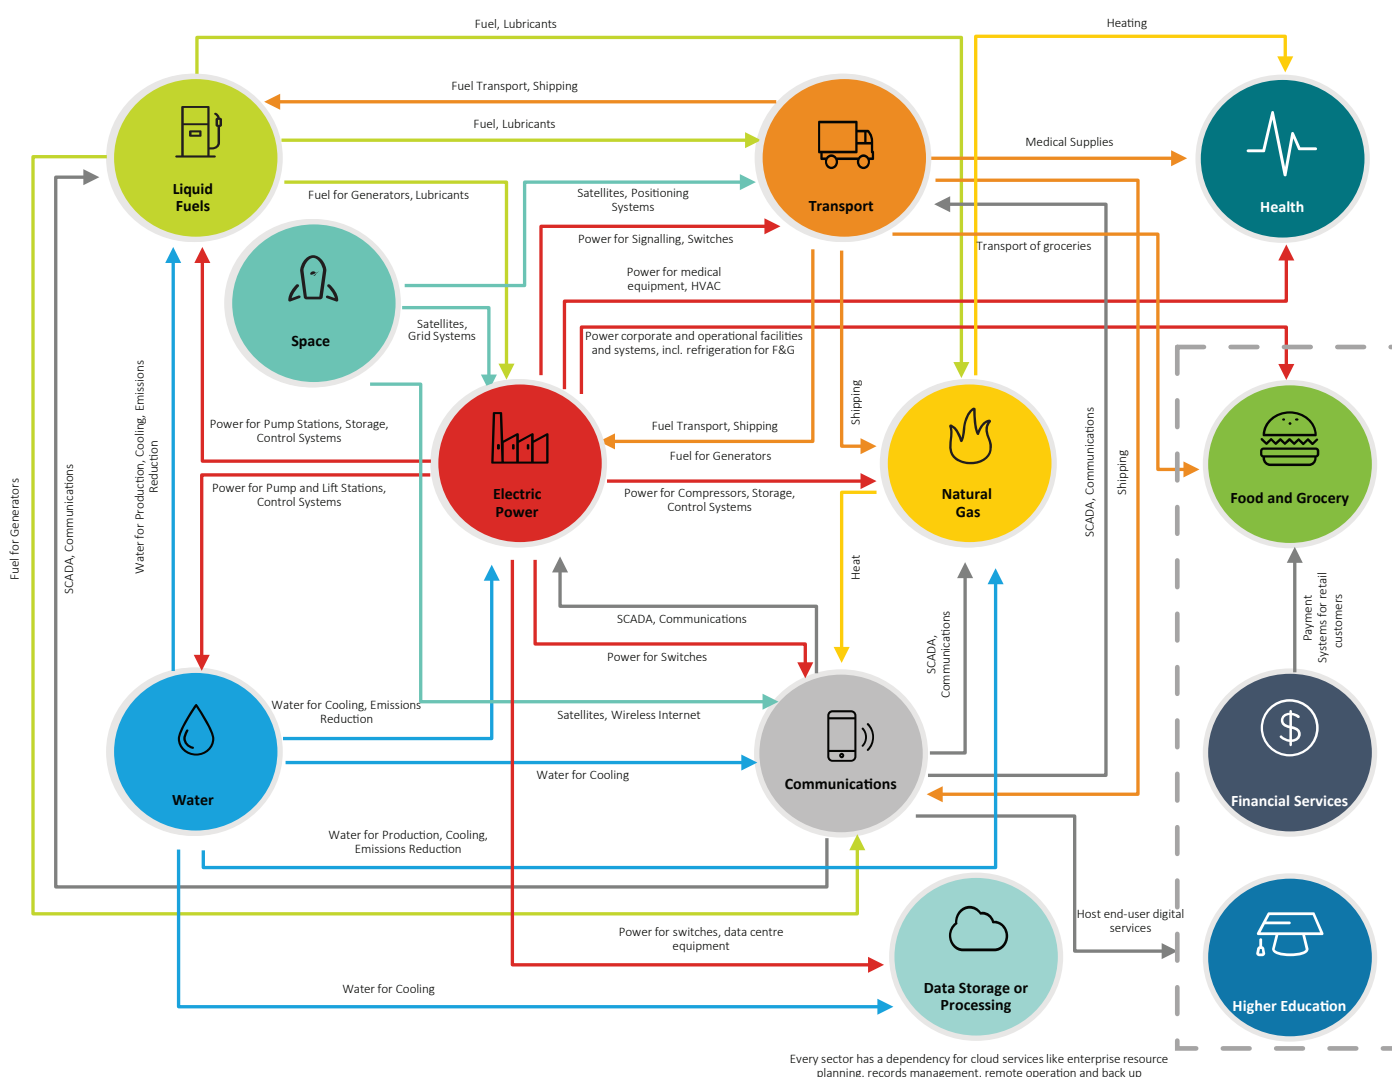 Fuel, Lubricants
Heating
Fuel Transport, Shipping
Fuel, Lubricants
Medical Supplies
Liquid
Fuels
Fuel for Generators, Lubricants
Satellites, Positioning
Systems
Transport
Health
Power for Signalling, Switches
Transport of groceries
Power for medical
equipment, HVAC
Space
Satellites,
Grid Systems
Power corporate and operational facilities
and systems, incl. refrigeration for F&G
Water for Production, Cooling, Emissions
Reduction
Power for Pump Stations, Storage,
Control Systems
Fuel Transport, Shipping
Shipping
Fuel for Generators
SCADA, Communications
Shipping
Power for Pump and Lift Stations,
Control Systems
Electric
Power
Power for Compressors, Storage,
Control Systems
Natural
Gas
Food and Grocery
Fuel for Generators
SCADA, Communications
Heat
SCADA, Communications
Power for Switches
SCADA,
Communications
Payment
Systems for retail
customers
Water for Cooling, Emissions
Reduction
Satellites, Wireless Internet
Water for Cooling
Water
Communications
Financial Services
Water for Production, Cooling,
Emissions Reduction
Host end-user digital
services
Power for switches, data centre
equipment
Water for Cooling
Data Storage or
Processing
Higher Education
Every sector has a dependency for cloud services like enterprise resource
planning, records management, remote operation and back up